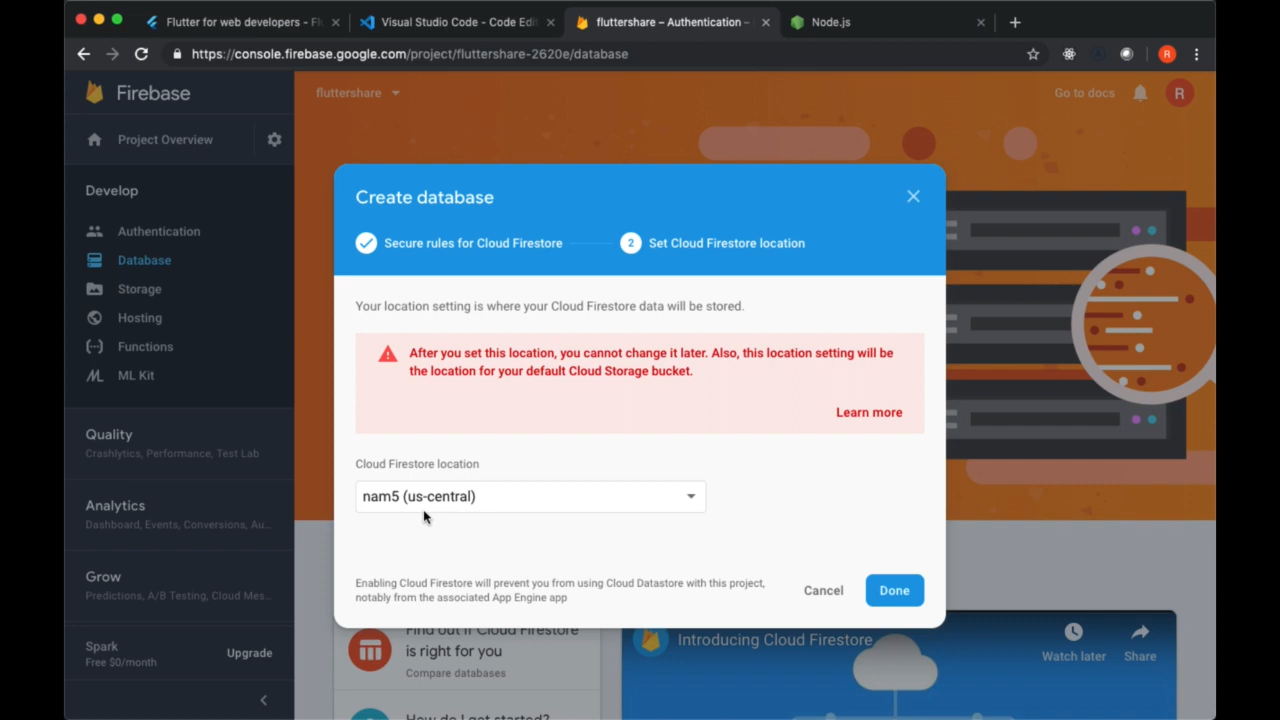 Flutter for web developers - Fl
Visual Studio Code - Code Edit
fluttershare – Authentication –
Node.js
https://console.firebase.google.com/project/fluttershare-2620e/database
R
Firebase
fluttershare
Go to docs
R
Project Overview
Develop
Authentication
Database
Storage
Hosting
Functions
ML Kit
Quality
Crashlytics, Performance, Test Lab
Analytics
Dashboard, Events, Conversions, Au...
Grow
Predictions, A/B Testing, Cloud Mes...
Spark
Free $0/month
Upgrade
Create database
Secure rules for Cloud Firestore
2 Set Cloud Firestore location
Your location setting is where your Cloud Firestore data will be stored.
After you set this location, you cannot change it later. Also, this location setting will be
the location for your default Cloud Storage bucket.
Learn more
Cloud Firestore location
nam5 (us-central)
Enabling Cloud Firestore will prevent you from using Cloud Datastore with this project,
notably from the associated App Engine app
Cancel
Done
Find out if Cloud Firestore
is right for you
Compare databases
How do I get started?
Introducing Cloud Firestore
Watch later
Share